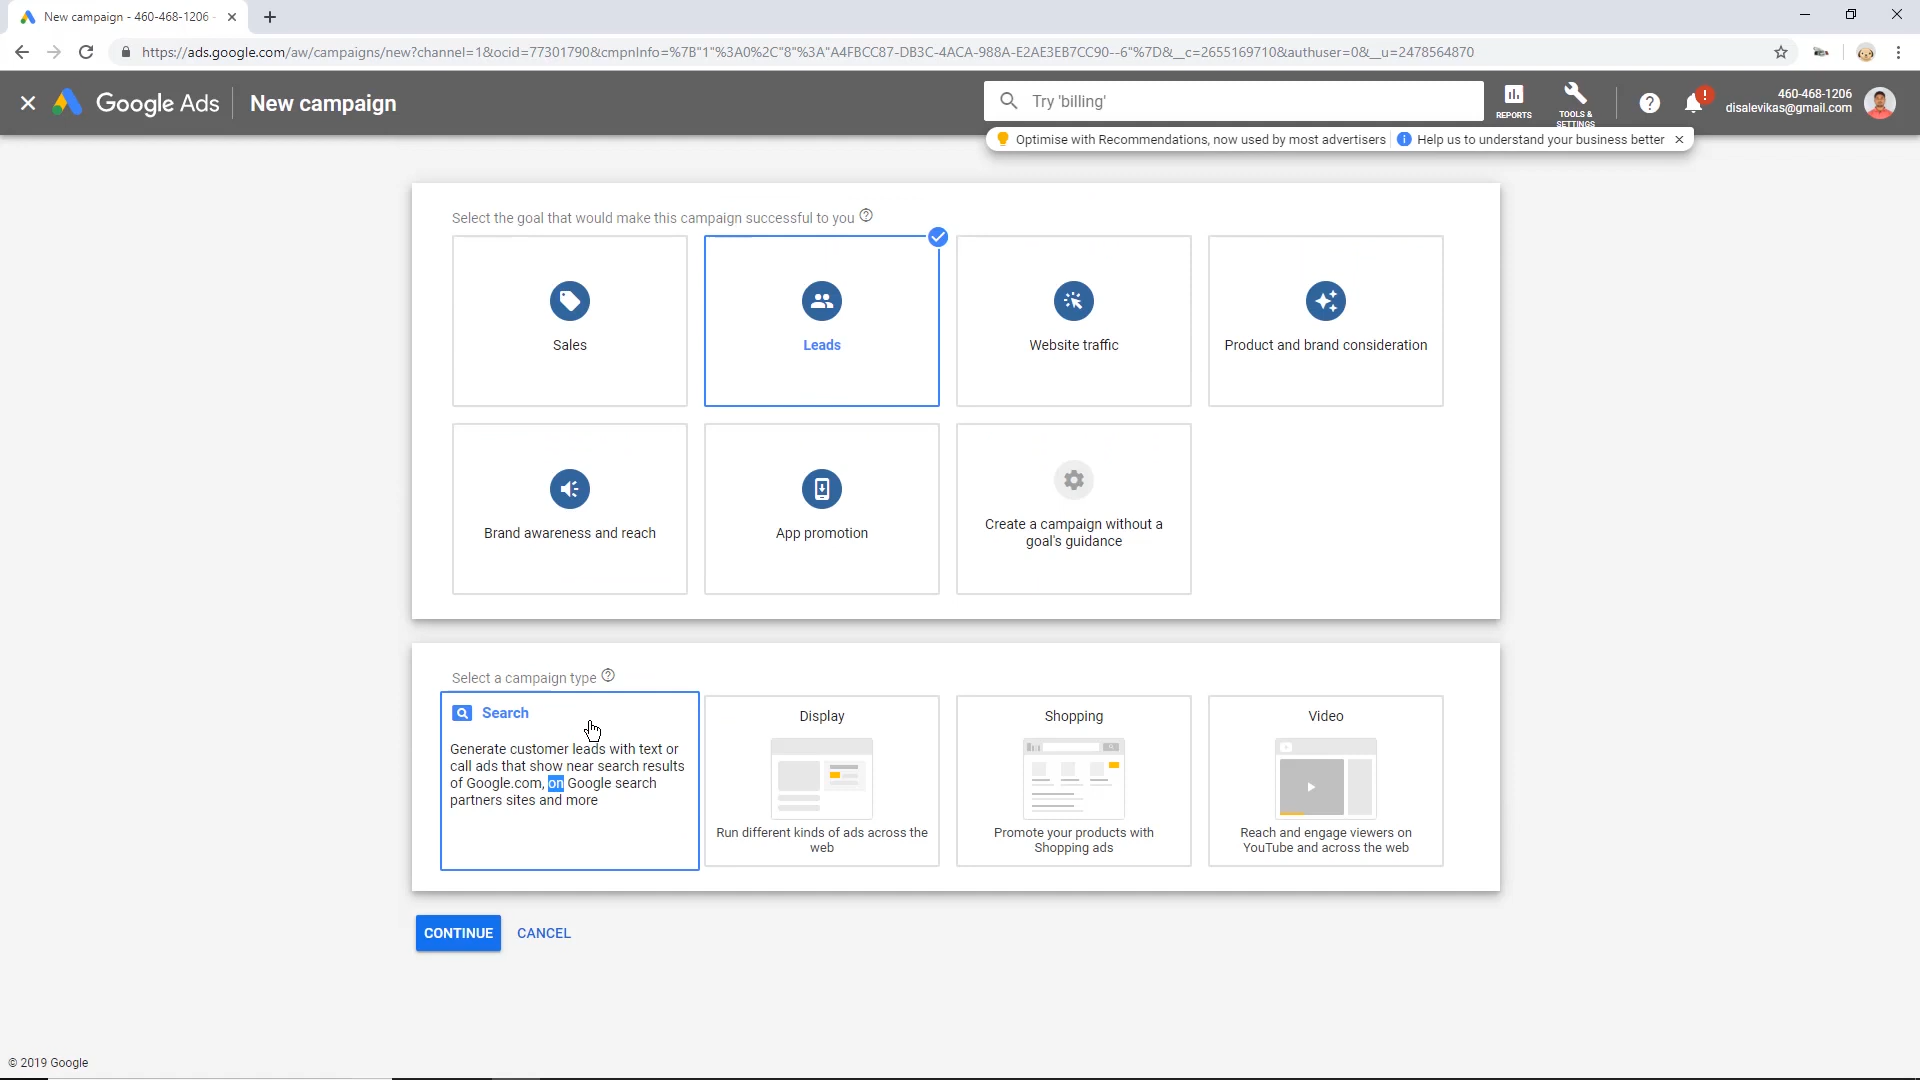 New campaign - 460-468-1206 -
https://ads.google.com/aw/campaigns/new?channel=1&ocid=77301790&cmpnInfo=%7B"1"%3A0%2C"8"%3A"A4FBCC87-DB3C-4ACA-988A-E2AE3EB7CC90--6"%7D&__c=2655169710&authuser=0&__u=2478564870
Google Ads
New campaign
Try 'billing'
REPORTS
TOOLS &
SETTINGS
460-468-1206
disalevikas@gmail.com
Optimise with Recommendations, now used by most advertisers
Help us to understand your business better
Select the goal that would make this campaign successful to you
Sales
Leads
Website traffic
Product and brand consideration
Brand awareness and reach
App promotion
Create a campaign without a
goal's guidance
Select a campaign type
Search
Generate customer leads with text or
call ads that show near search results
of Google.com, on Google search
partners sites and more
Display
Run different kinds of ads across the
web
Shopping
Promote your products with
Shopping ads
Video
Reach and engage viewers on
YouTube and across the web
CONTINUE
CANCEL
© 2019 Google